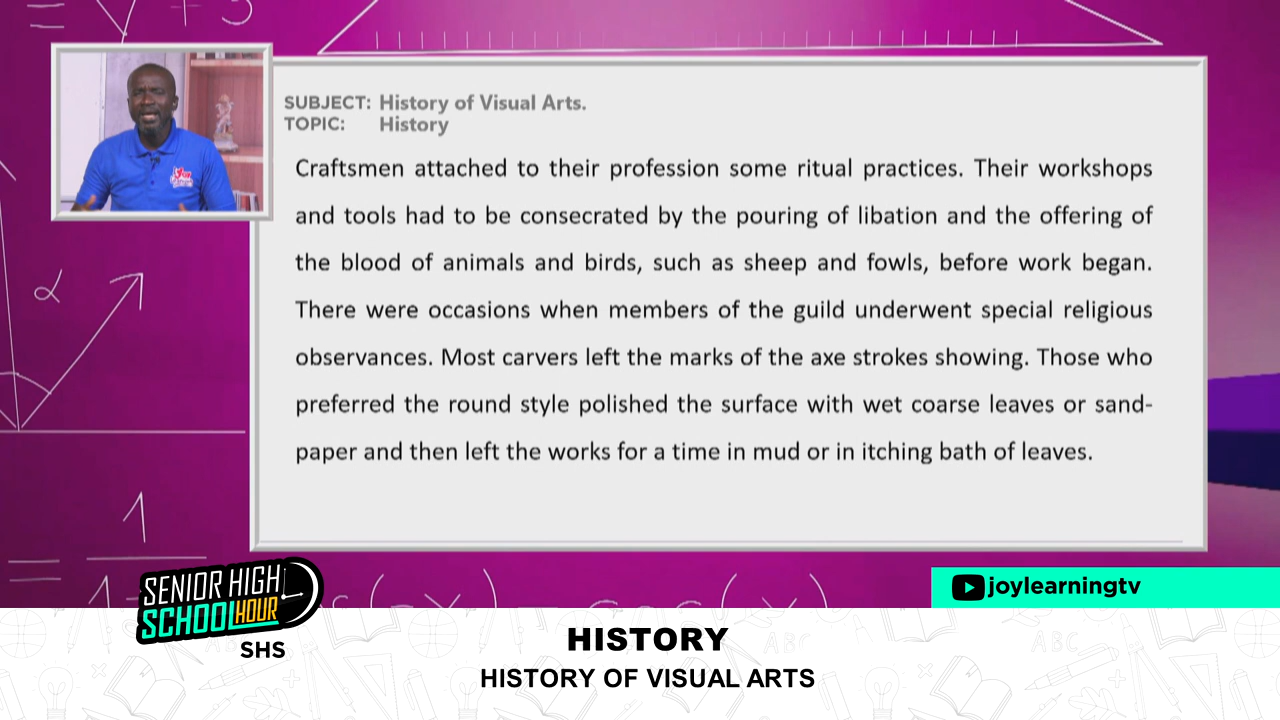 SUBJECT: History of Visual Arts.
TOPIC: History
Craftsmen attached to their profession some ritual practices. Their workshops
and tools had to be consecrated by the pouring of libation and the offering of
the blood of animals and birds, such as sheep and fowls, before work began.
There were occasions when members of the guild underwent special religious
observances. Most carvers left the marks of the axe strokes showing. Those who
preferred the round style polished the surface with wet coarse leaves or sand-
paper and then left the works for a time in mud or in itching bath of leaves.
SENIOR HIGH
SCHOOL HOUR
SHS
joylearningtv
HISTORY
HISTORY OF VISUAL ARTS